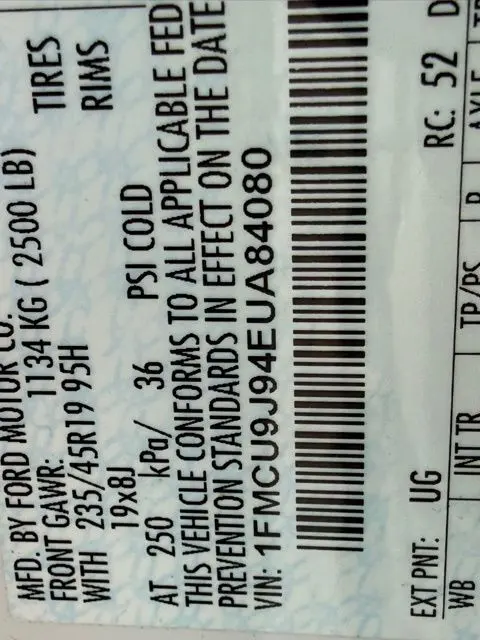 MFD. BY FORD MOTOR CO.
FRONT GAWR: 1134 KG ( 2500 LB)
WITH 235/45R19 95H TIRES
19x8J RIMS
AT 250 kPa/ 36 PSI COLD
THIS VEHICLE CONFORMS TO ALL APPLICABLE FED
PREVENTION STANDARDS IN EFFECT ON THE DATE
VIN: 1FMCU9J94EUA84080
EXT PNT: UG RC: 52 D
WB INT TR TP/PS R AXLE TR